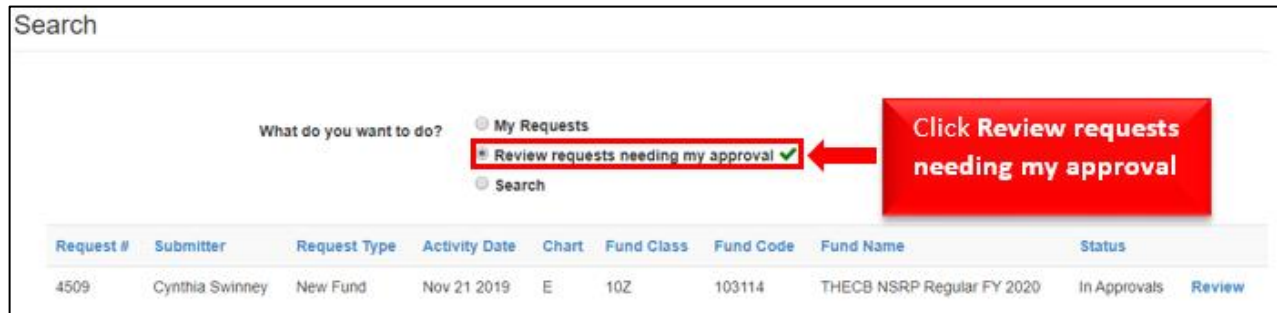 Search
What do you want to do?
My Requests
Review requests needing my approval
Search
Click Review requests
needing my approval
Request # Submitter Request Type Activity Date Chart Fund Class Fund Code Fund Name Status
4509 Cynthia Swinney New Fund Nov 21 2019 E 10Z 103114 THECB NSRP Regular FY 2020 In Approvals Review